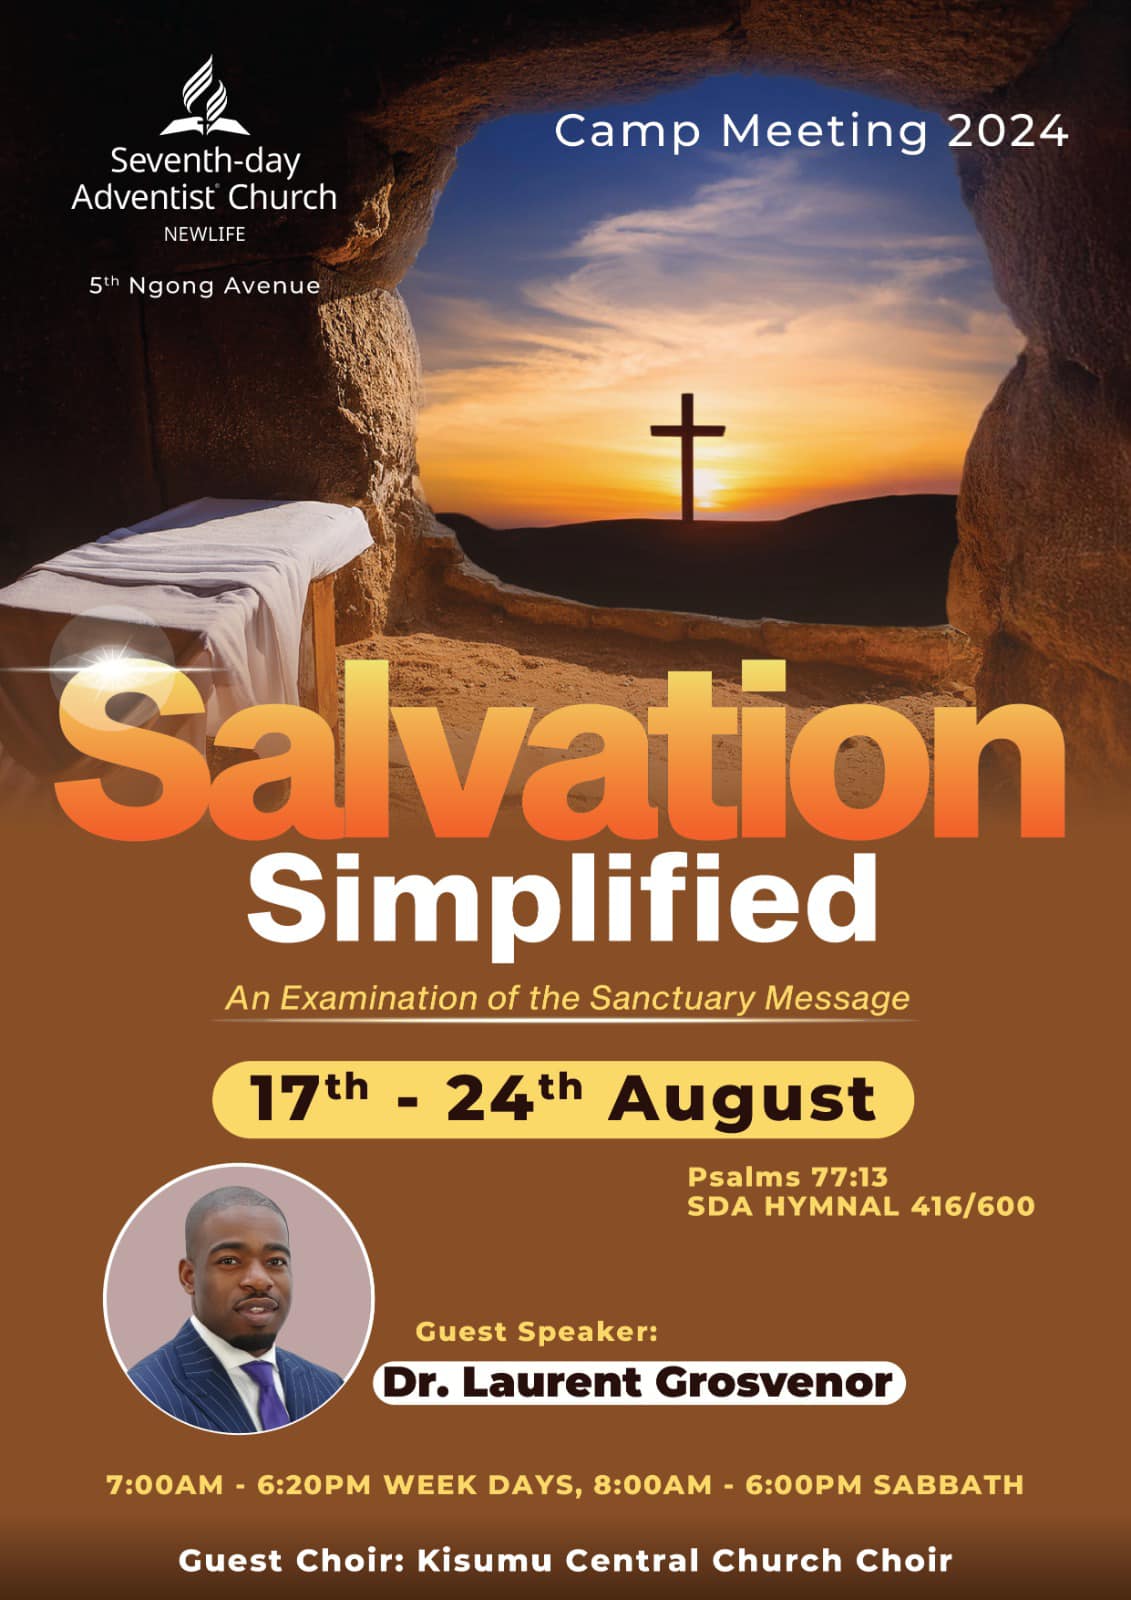 Seventh-day
Adventist® Church
NEWLIFE
5th Ngong Avenue
Camp Meeting 2024
Salvation
Simplified
An Examination of the Sanctuary Message
17th - 24th August
Psalms 77:13
SDA HYMNAL 416/600
Guest Speaker:
Dr. Laurent Grosvenor
7:00AM - 6:20PM WEEK DAYS, 8:00AM - 6:00PM SABBATH
Guest Choir: Kisumu Central Church Choir